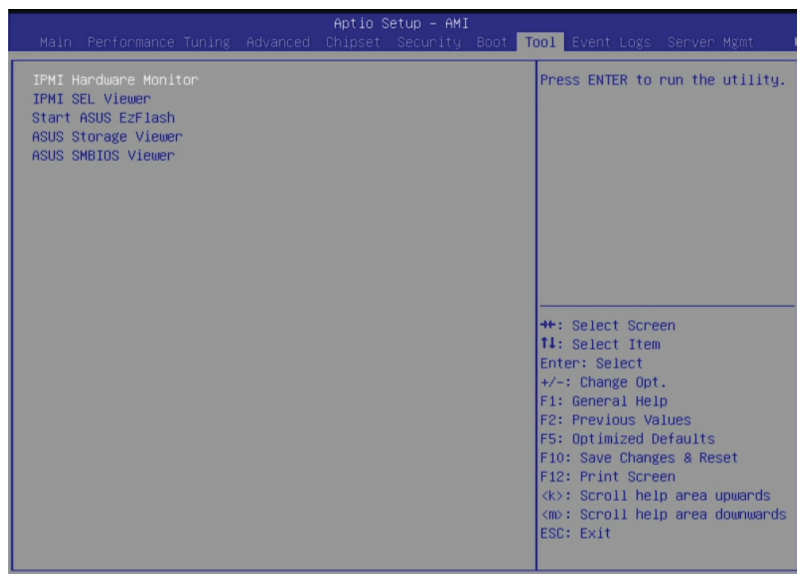 Aptio Setup – AMI
Main Performance Tuning Advanced Chipset Security Boot Tool Event Logs Server Mgmt
IPMI Hardware Monitor
IPMI SEL Viewer
Start ASUS EzFlash
ASUS Storage Viewer
ASUS SMBIOS Viewer
Press ENTER to run the utility.
→←: Select Screen
↑↓: Select Item
Enter: Select
+/-: Change Opt.
F1: General Help
F2: Previous Values
F5: Optimized Defaults
F10: Save Changes & Reset
F12: Print Screen
<k>: Scroll help area upwards
<m>: Scroll help area downwards
ESC: Exit